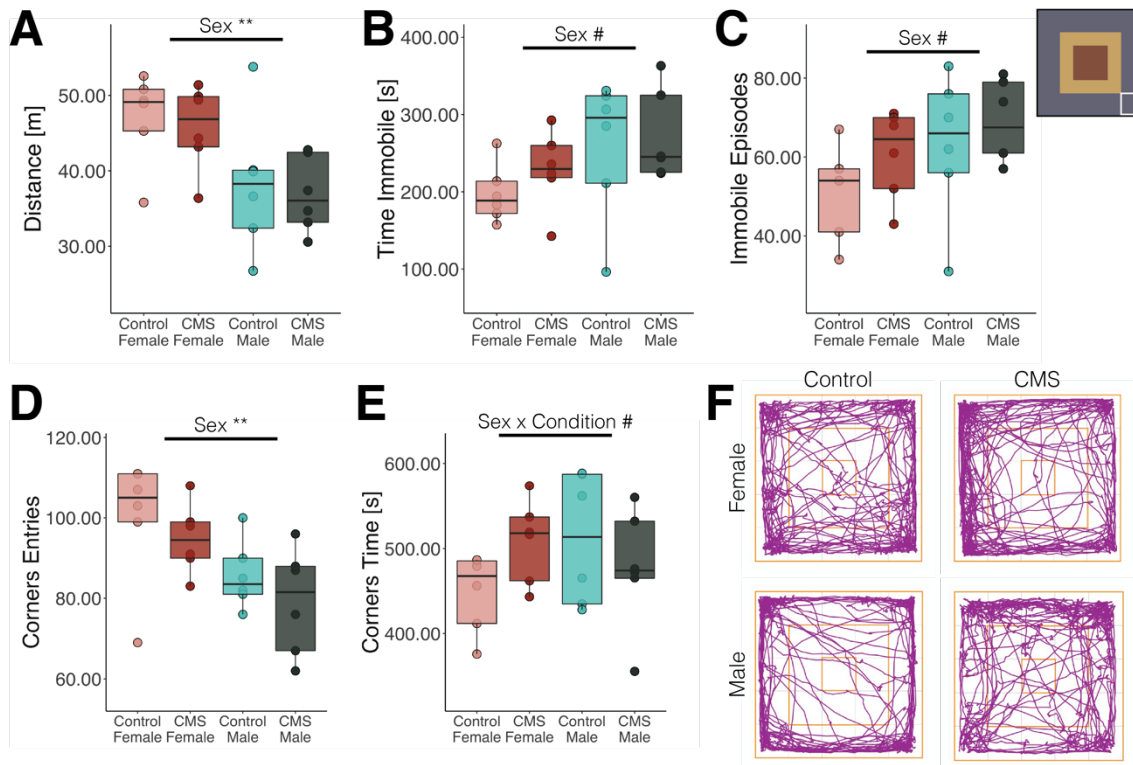 A
Sex **
Distance [m]
50.00
40.00
30.00
Control Female
CMS Female
Control Male
CMS Male
B
Sex #
Time Immobile [s]
400.00
300.00
200.00
100.00
Control Female
CMS Female
Control Male
CMS Male
C
Sex #
Immobile Episodes
80.00
60.00
40.00
Control Female
CMS Female
Control Male
CMS Male
D
Sex **
Corners Entries
120.00
100.00
80.00
60.00
Control Female
CMS Female
Control Male
CMS Male
E
Sex x Condition #
Corners Time [s]
600.00
500.00
400.00
Control Female
CMS Female
Control Male
CMS Male
F
Control
CMS
Female
Male